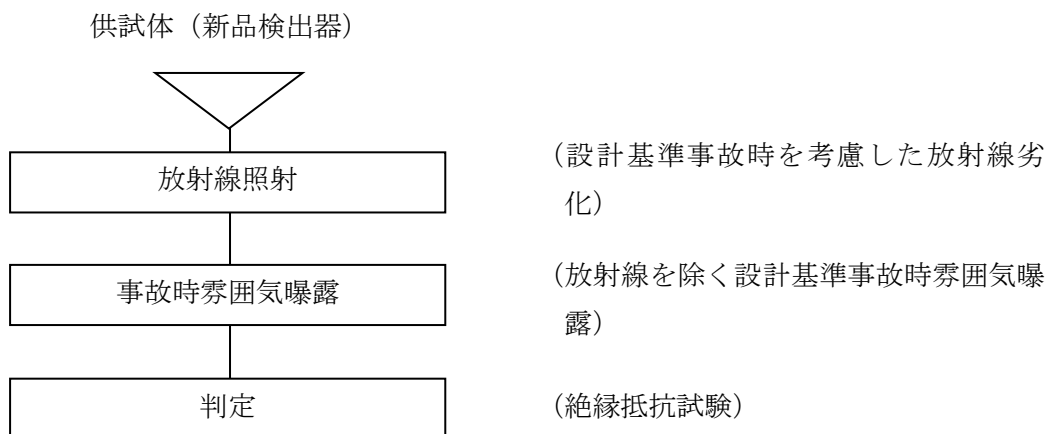 供試体（新品検出器）
放射線照射
（設計基準事故時を考慮した放射線劣
化）
事故時雰囲気曝露
（放射線を除く設計基準事故時雰囲気曝
露）
判定
（絶縁抵抗試験）